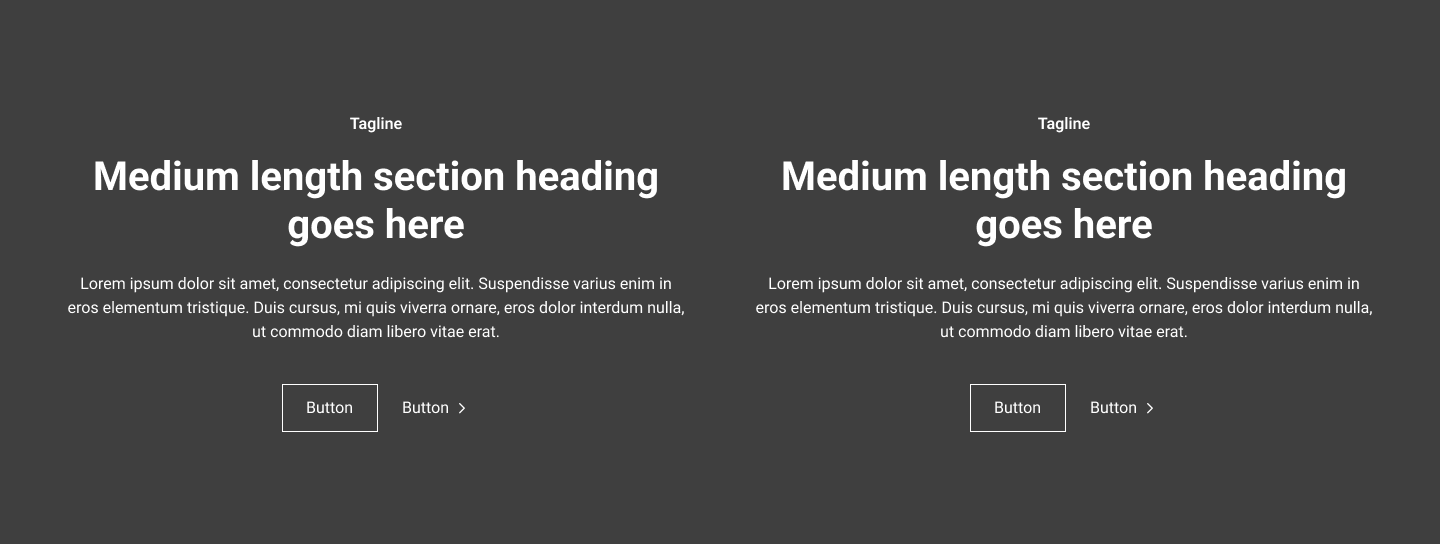 Tagline
Medium length section heading
goes here
Lorem ipsum dolor sit amet, consectetur adipiscing elit. Suspendisse varius enim in
eros elementum tristique. Duis cursus, mi quis viverra ornare, eros dolor interdum nulla,
ut commodo diam libero vitae erat.
Button
Button
Tagline
Medium length section heading
goes here
Lorem ipsum dolor sit amet, consectetur adipiscing elit. Suspendisse varius enim in
eros elementum tristique. Duis cursus, mi quis viverra ornare, eros dolor interdum nulla,
ut commodo diam libero vitae erat.
Button
Button